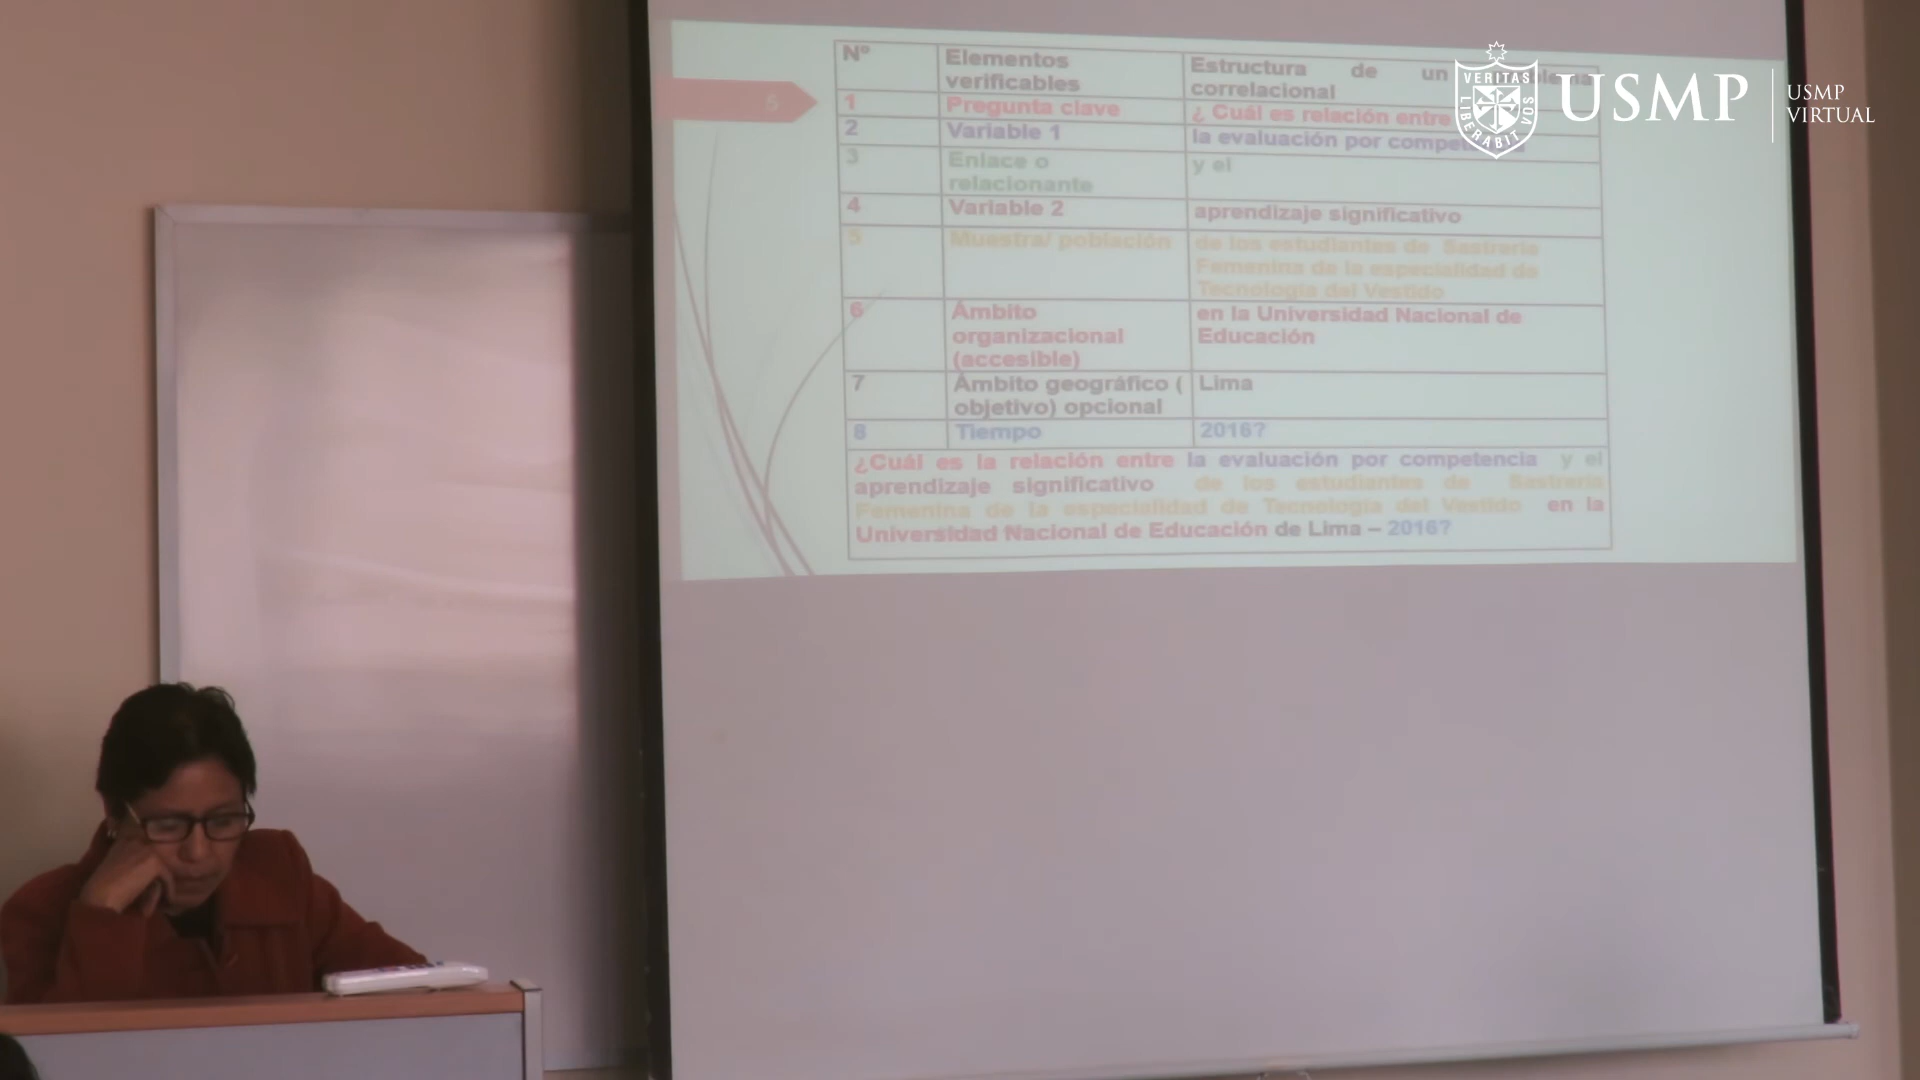 Nº
Elementos
verificables
Estructura de un
correlacional
5
1
Pregunta clave
¿ Cuál es relación entre
2
Variable 1
la evaluación por
3
Enlace o
relacionante
y el
4
Variable 2
aprendizaje significativo
5
Muestra/ población
de los estudiantes de Sastreria
Femenina de la especialidad de
Tecnología del Vestido
6
Ámbito
organizacional
(accesible)
en la Universidad Nacional de
Educación
7
Ámbito geográfico (
objetivo) opcional
Lima
8
Tiempo
2016?
¿Cuál es la relación entre la evaluación por competencia y el
aprendizaje significativo de los estudiantes de Sastreria
Femenina de la especialidad de Tecnología del Vestido en la
Universidad Nacional de Educación de Lima – 2016?
VERITAS
LIBERABIT VOS
USMP
USMP
VIRTUAL